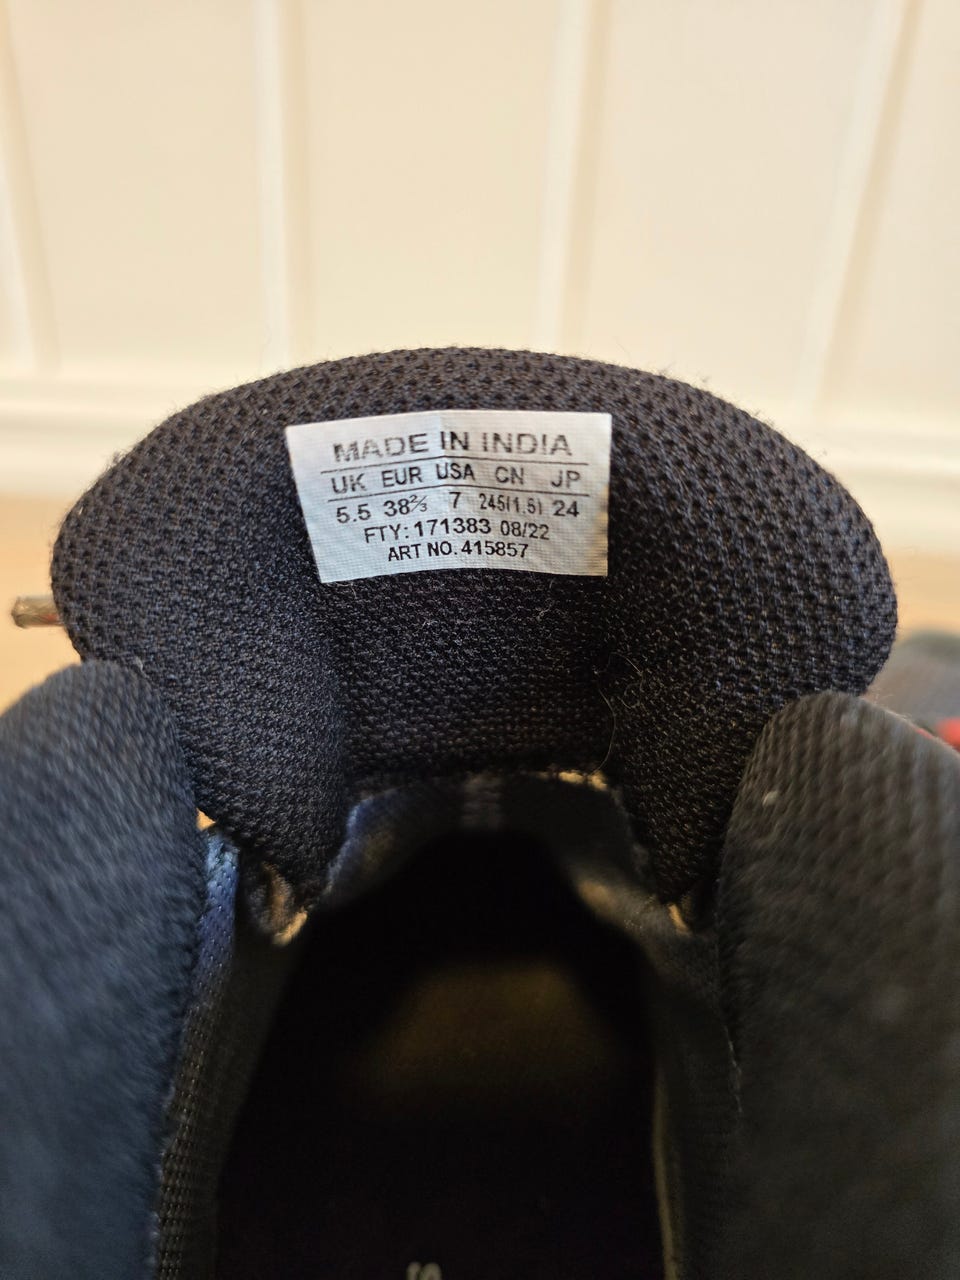 MADE IN INDIA
UK EUR USA CN JP
5.5 38⅔ 7 245(1.5) 24
FTY: 171383 08/22
ART NO. 415857